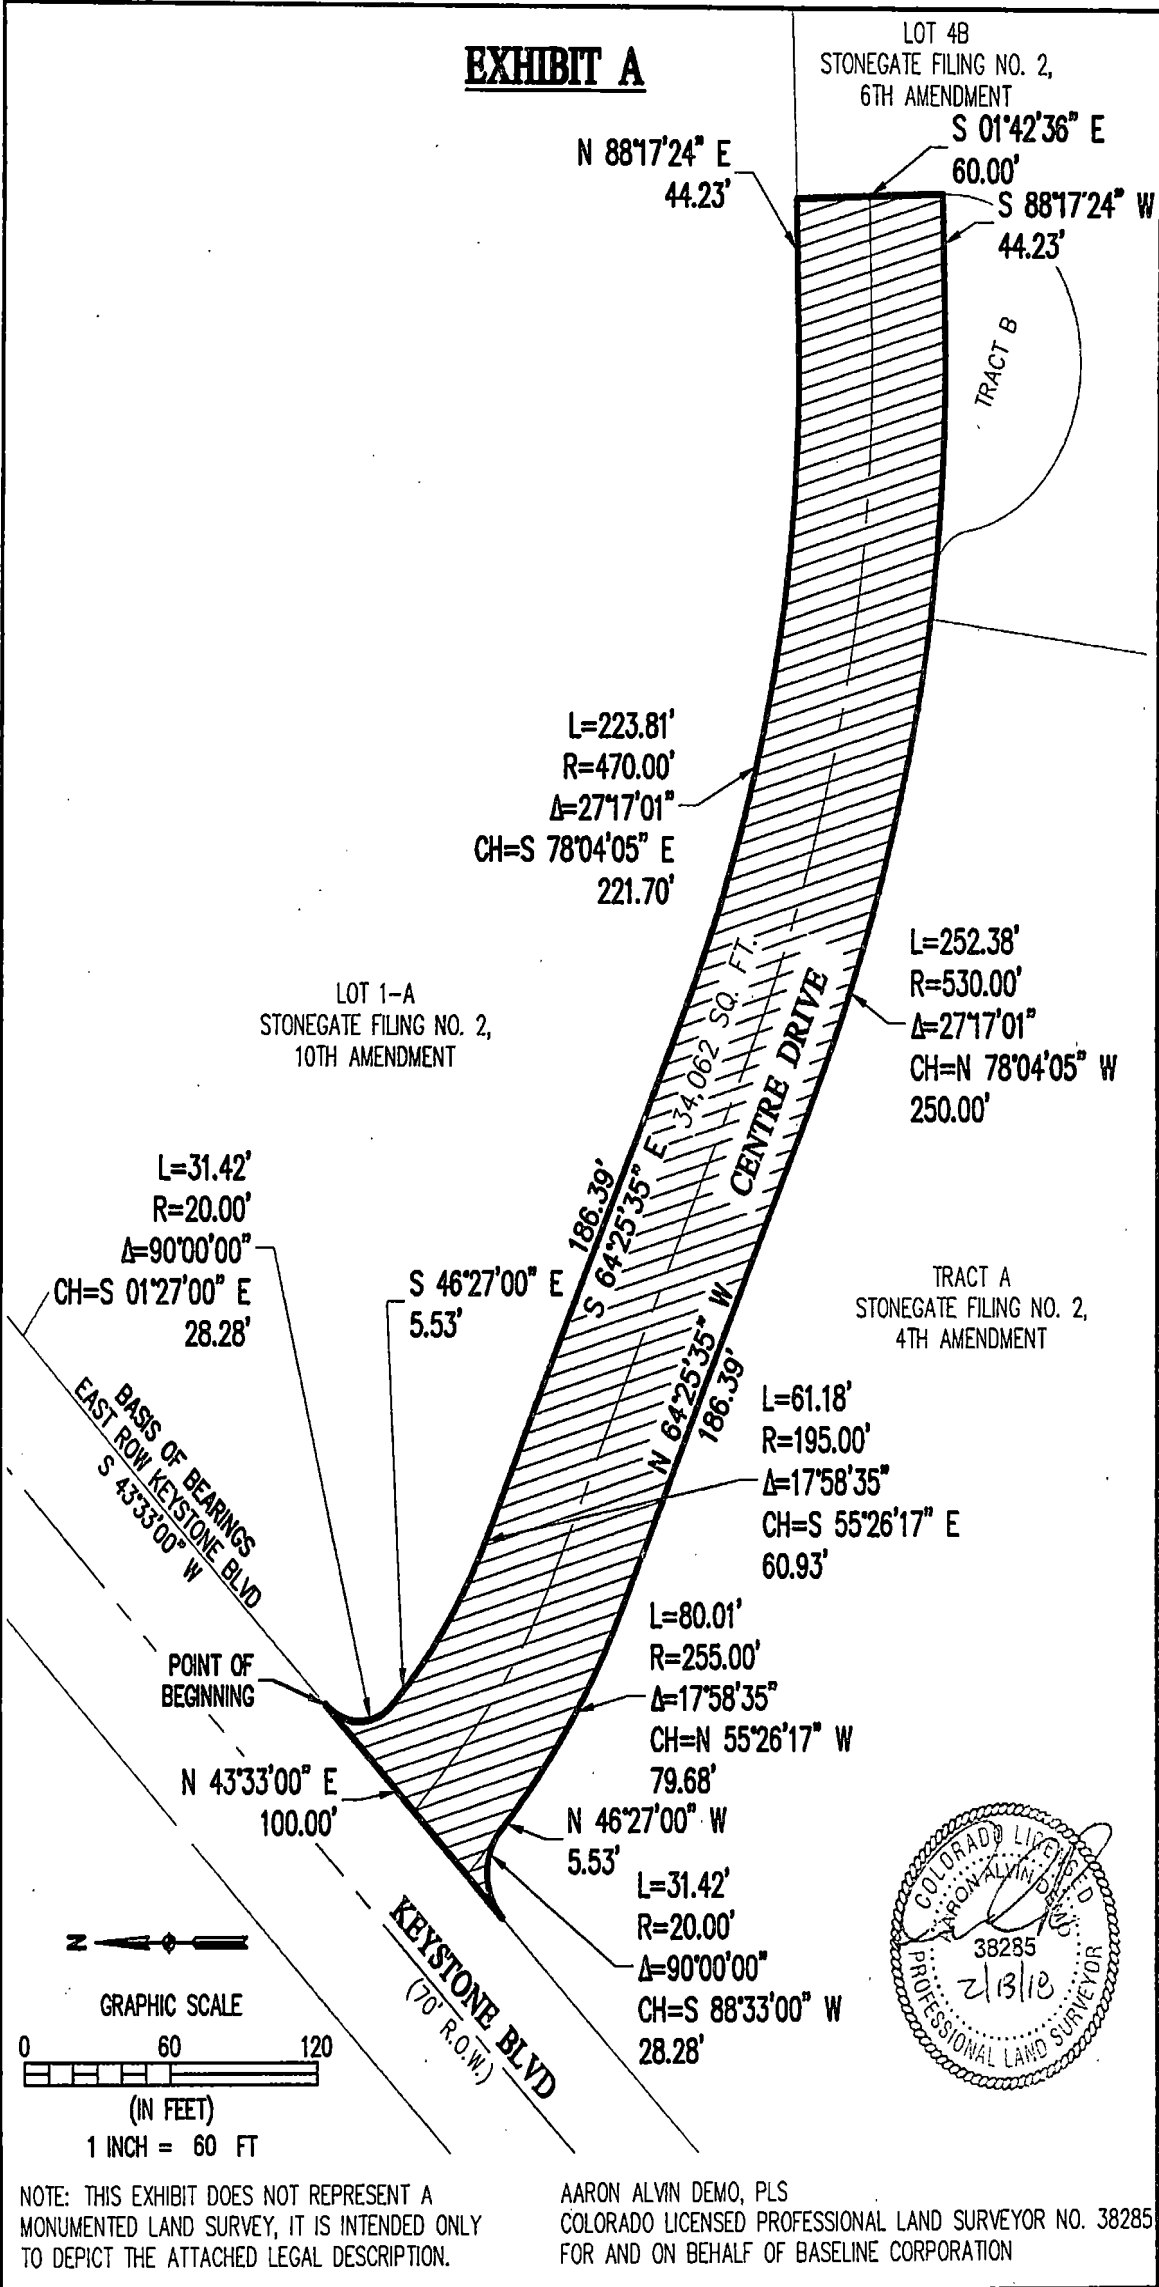 EXHIBIT A
LOT 4B
STONEGATE FILING NO. 2,
6TH AMENDMENT
N 88°17'24" E
44.23'
S 01°42'36" E
60.00'
S 88°17'24" W
44.23'
TRACT B
L=223.81'
R=470.00'
Δ=27°17'01"
CH=S 78°04'05" E
221.70'
L=252.38'
R=530.00'
Δ=27°17'01"
CH=N 78°04'05" W
250.00'
34,062 SQ. FT.
CENTRE DRIVE
LOT 1-A
STONEGATE FILING NO. 2,
10TH AMENDMENT
186.39'
S 64°25'35" E
N 64°25'35" W
186.39'
L=31.42'
R=20.00'
Δ=90°00'00"
CH=S 01°27'00" E
28.28'
S 46°27'00" E
5.53'
TRACT A
STONEGATE FILING NO. 2,
4TH AMENDMENT
BASIS OF BEARINGS
EAST ROW KEYSTONE BLVD
S 43°33'00" W
L=61.18'
R=195.00'
Δ=17°58'35"
CH=S 55°26'17" E
60.93'
POINT OF
BEGINNING
L=80.01'
R=255.00'
Δ=17°58'35"
CH=N 55°26'17" W
79.68'
N 43°33'00" E
100.00'
N 46°27'00" W
5.53'
L=31.42'
R=20.00'
Δ=90°00'00"
CH=S 88°33'00" W
28.28'
KEYSTONE BLVD
(70' R.O.W.)
COLORADO LICENSED
AARON ALVIN DEMO
38285
2/13/18
PROFESSIONAL LAND SURVEYOR
N
GRAPHIC SCALE
0 60 120
(IN FEET)
1 INCH = 60 FT
NOTE: THIS EXHIBIT DOES NOT REPRESENT A
MONUMENTED LAND SURVEY, IT IS INTENDED ONLY
TO DEPICT THE ATTACHED LEGAL DESCRIPTION.
AARON ALVIN DEMO, PLS
COLORADO LICENSED PROFESSIONAL LAND SURVEYOR NO. 38285
FOR AND ON BEHALF OF BASELINE CORPORATION